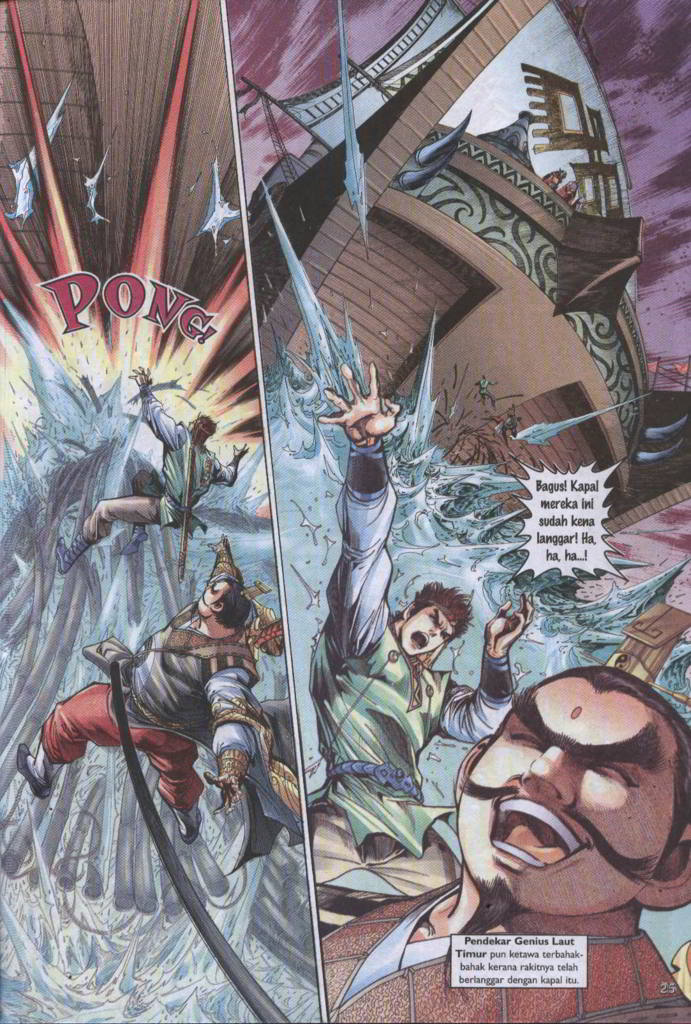 PONG
Bagus! Kapal
mereka ini
sudah kena
langgar! Ha,
ha, ha...!
Pendekar Genius Laut
Timur pun ketawa terbahak-
bahak kerana rakitnya telah
berlanggar dengan kapal itu.
25